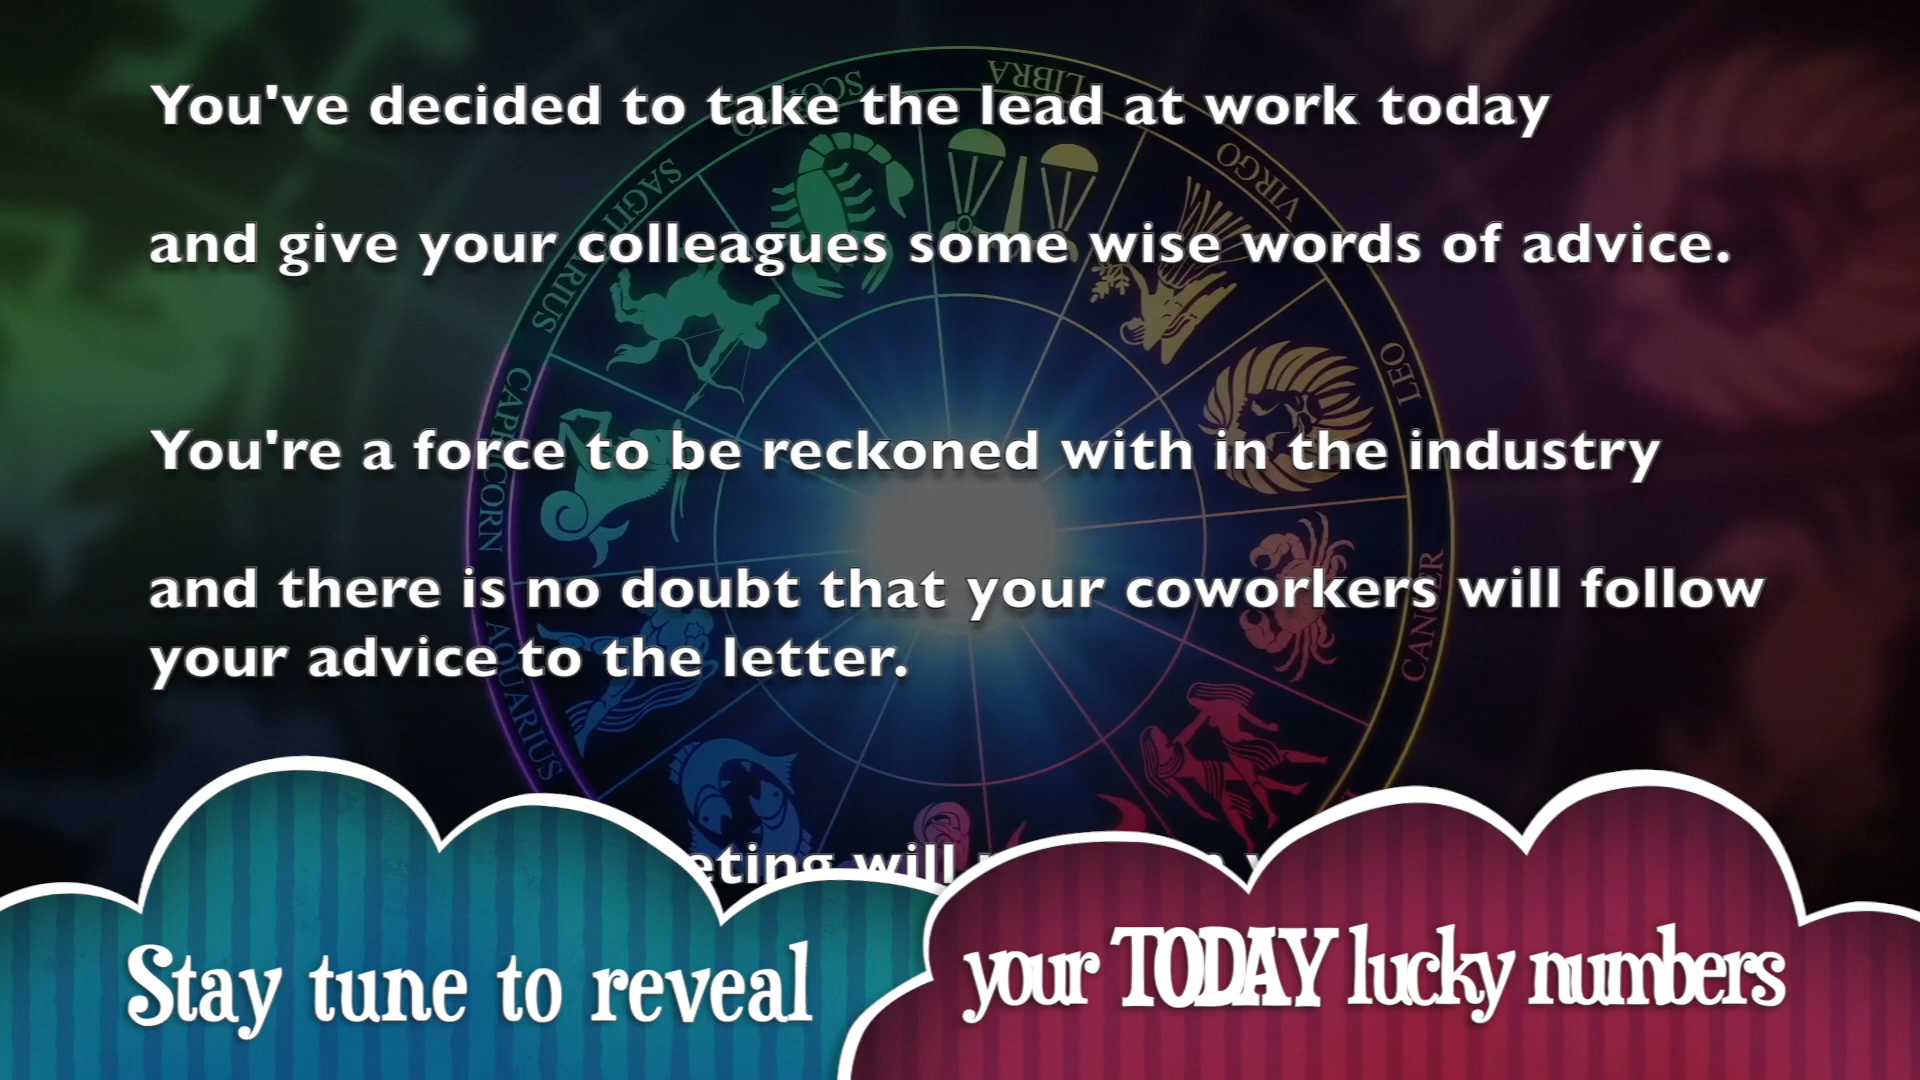 You've decided to take the lead at work today
and give your colleagues some wise words of advice.
You're a force to be reckoned with in the industry
and there is no doubt that your coworkers will follow
your advice to the letter.
will
Stay tune to reveal
your TODAY lucky numbers
LIBRA
VIRGO
LEO
CANCER
SAGITTARIUS
CAPRICORN
AQUARIUS